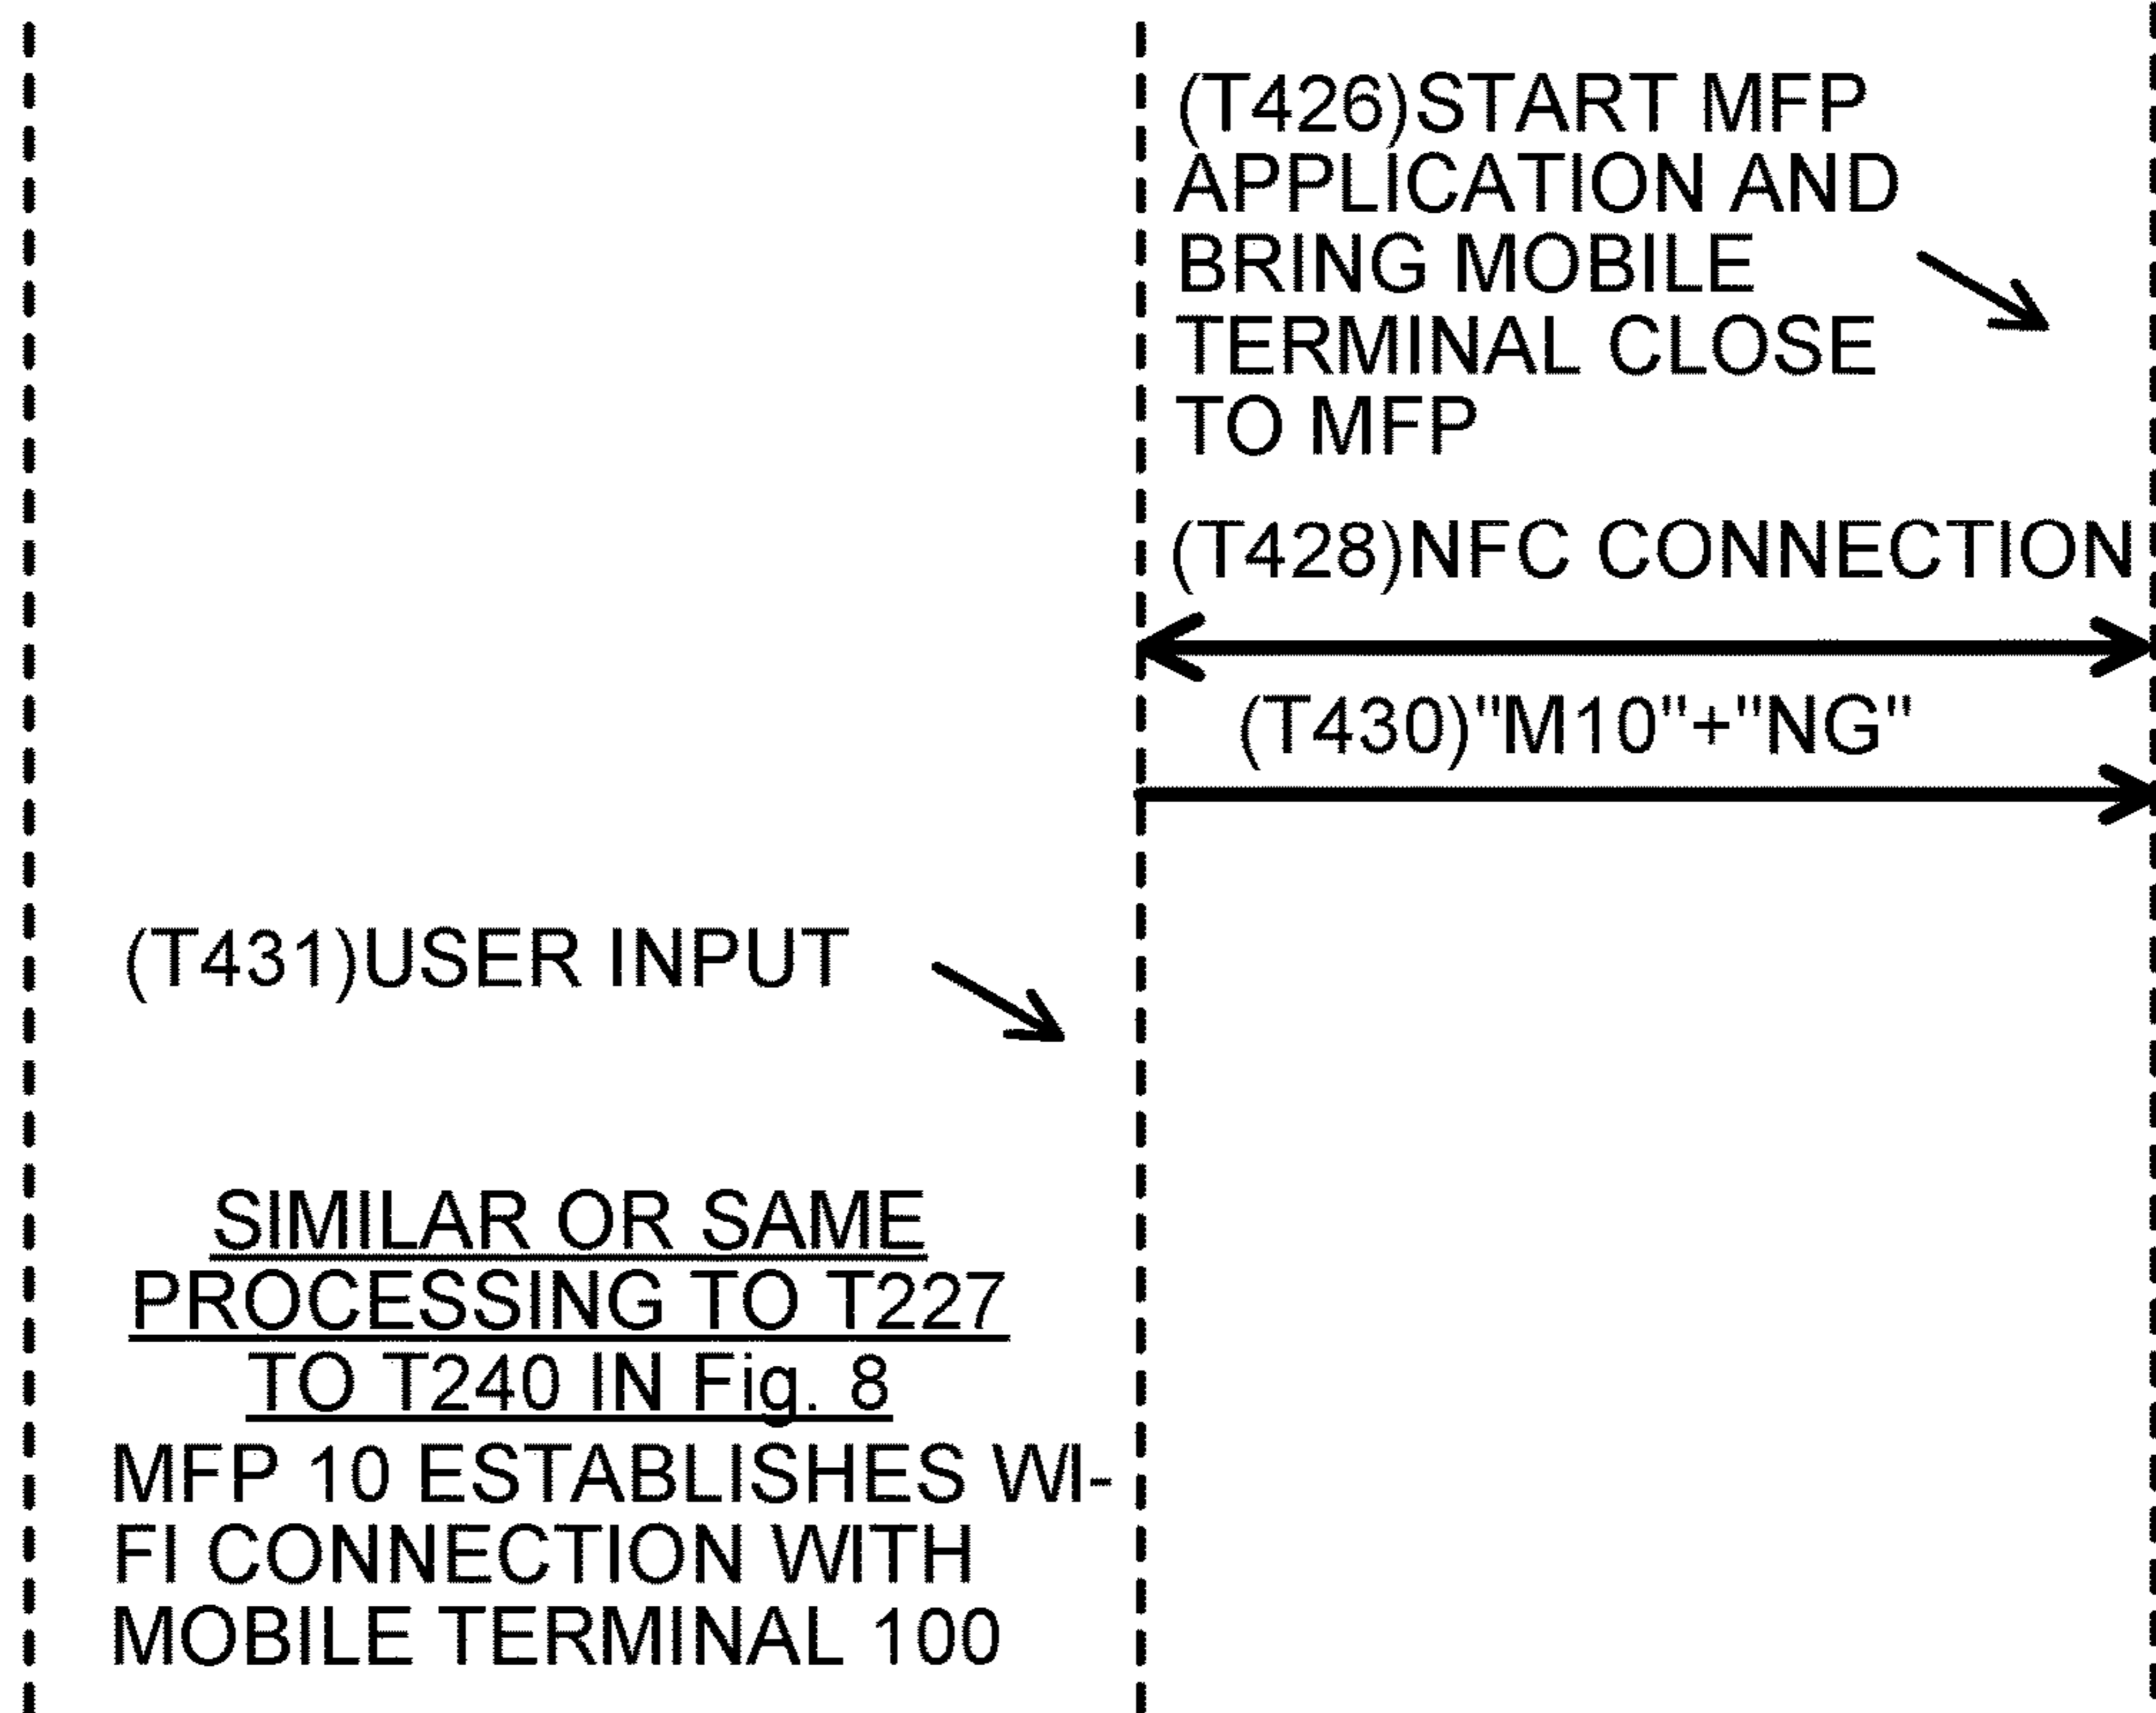 (T426)START MFP
APPLICATION AND
BRING MOBILE
TERMINAL CLOSE
TO MFP
(T428)NFC CONNECTION
(T430)"M10"+"NG"
(T431)USER INPUT
SIMILAR OR SAME
PROCESSING TO T227
TO T240 IN Fig. 8
MFP 10 ESTABLISHES WI-
FI CONNECTION WITH
MOBILE TERMINAL 100